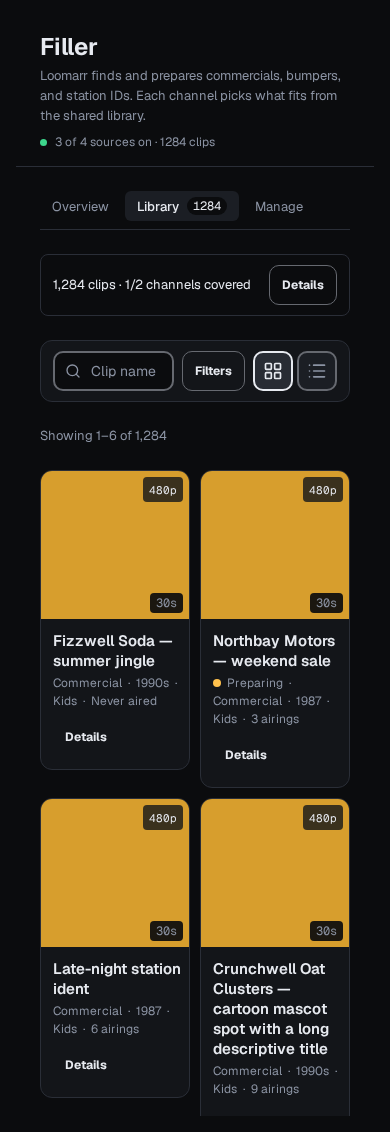 Filler
Loomarr finds and prepares commercials, bumpers,
and station IDs. Each channel picks what fits from
the shared library.
3 of 4 sources on · 1284 clips
Overview
Library 1284
Manage
1,284 clips · 1/2 channels covered
Details
Clip name
Filters
Showing 1–6 of 1,284
480p
30s
Fizzwell Soda —
summer jingle
Commercial · 1990s ·
Kids · Never aired
Details
480p
30s
Northbay Motors
— weekend sale
Preparing ·
Commercial · 1987 ·
Kids · 3 airings
Details
480p
30s
Late-night station
ident
Commercial · 1987 ·
Kids · 6 airings
Details
480p
30s
Crunchwell Oat
Clusters —
cartoon mascot
spot with a long
descriptive title
Commercial · 1990s ·
Kids · 9 airings